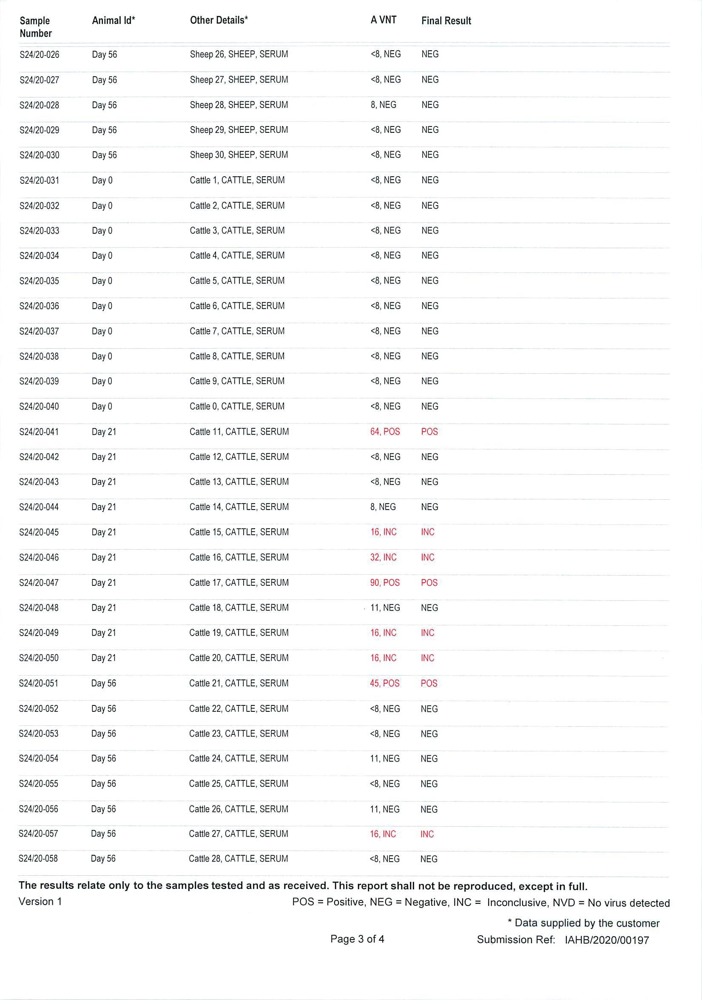 Sample Number Animal Id* Other Details* A VNT Final Result
S24/20-026 Day 56 Sheep 26, SHEEP, SERUM <8, NEG NEG
S24/20-027 Day 56 Sheep 27, SHEEP, SERUM <8, NEG NEG
S24/20-028 Day 56 Sheep 28, SHEEP, SERUM 8, NEG NEG
S24/20-029 Day 56 Sheep 29, SHEEP, SERUM <8, NEG NEG
S24/20-030 Day 56 Sheep 30, SHEEP, SERUM <8, NEG NEG
S24/20-031 Day 0 Cattle 1, CATTLE, SERUM <8, NEG NEG
S24/20-032 Day 0 Cattle 2, CATTLE, SERUM <8, NEG NEG
S24/20-033 Day 0 Cattle 3, CATTLE, SERUM <8, NEG NEG
S24/20-034 Day 0 Cattle 4, CATTLE, SERUM <8, NEG NEG
S24/20-035 Day 0 Cattle 5, CATTLE, SERUM <8, NEG NEG
S24/20-036 Day 0 Cattle 6, CATTLE, SERUM <8, NEG NEG
S24/20-037 Day 0 Cattle 7, CATTLE, SERUM <8, NEG NEG
S24/20-038 Day 0 Cattle 8, CATTLE, SERUM <8, NEG NEG
S24/20-039 Day 0 Cattle 9, CATTLE, SERUM <8, NEG NEG
S24/20-040 Day 0 Cattle 0, CATTLE, SERUM <8, NEG NEG
S24/20-041 Day 21 Cattle 11, CATTLE, SERUM 64, POS POS
S24/20-042 Day 21 Cattle 12, CATTLE, SERUM <8, NEG NEG
S24/20-043 Day 21 Cattle 13, CATTLE, SERUM <8, NEG NEG
S24/20-044 Day 21 Cattle 14, CATTLE, SERUM 8, NEG NEG
S24/20-045 Day 21 Cattle 15, CATTLE, SERUM 16, INC INC
S24/20-046 Day 21 Cattle 16, CATTLE, SERUM 32, INC INC
S24/20-047 Day 21 Cattle 17, CATTLE, SERUM 90, POS POS
S24/20-048 Day 21 Cattle 18, CATTLE, SERUM 11, NEG NEG
S24/20-049 Day 21 Cattle 19, CATTLE, SERUM 16, INC INC
S24/20-050 Day 21 Cattle 20, CATTLE, SERUM 16, INC INC
S24/20-051 Day 56 Cattle 21, CATTLE, SERUM 45, POS POS
S24/20-052 Day 56 Cattle 22, CATTLE, SERUM <8, NEG NEG
S24/20-053 Day 56 Cattle 23, CATTLE, SERUM <8, NEG NEG
S24/20-054 Day 56 Cattle 24, CATTLE, SERUM 11, NEG NEG
S24/20-055 Day 56 Cattle 25, CATTLE, SERUM <8, NEG NEG
S24/20-056 Day 56 Cattle 26, CATTLE, SERUM 11, NEG NEG
S24/20-057 Day 56 Cattle 27, CATTLE, SERUM 16, INC INC
S24/20-058 Day 56 Cattle 28, CATTLE, SERUM <8, NEG NEG
The results relate only to the samples tested and as received. This report shall not be reproduced, except in full.
Version 1 POS = Positive, NEG = Negative, INC = Inconclusive, NVD = No virus detected
* Data supplied by the customer
Page 3 of 4 Submission Ref: IAHB/2020/00197